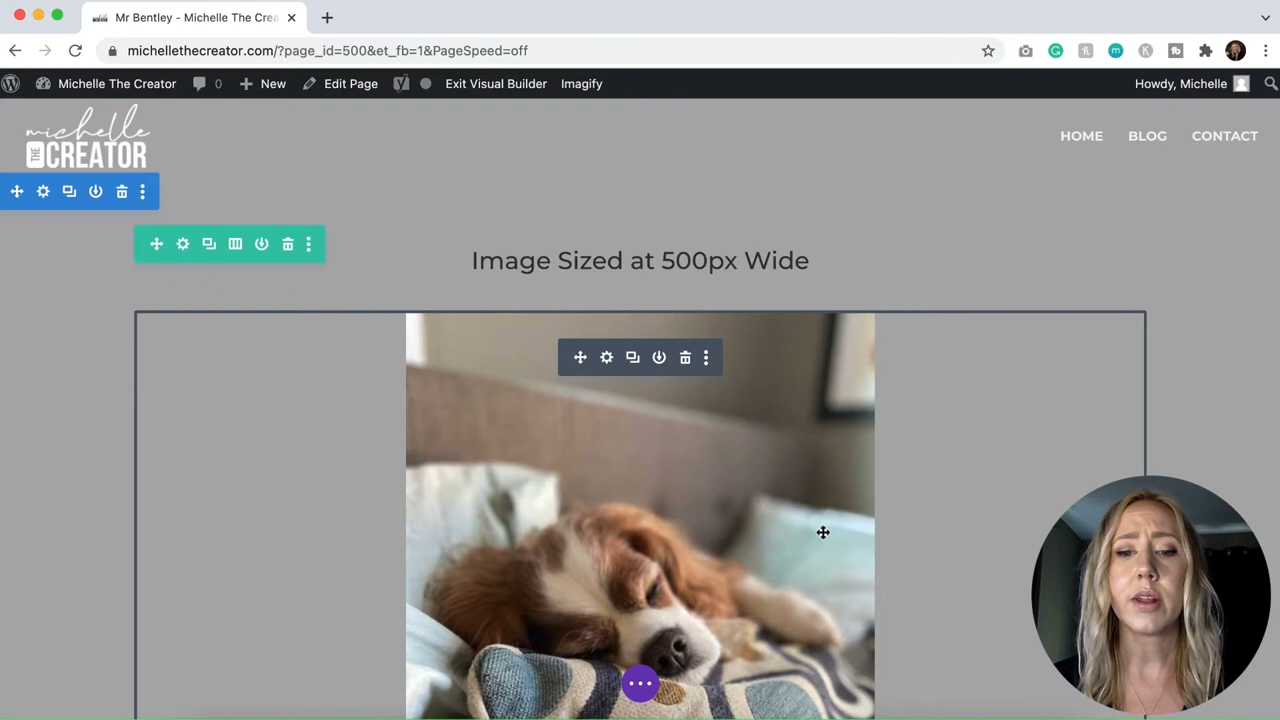 Mr Bentley - Michelle The Crea
michellethecreator.com/?page_id=500&et_fb=1&PageSpeed=off
Michelle The Creator 0 New Edit Page Exit Visual Builder Imagify Howdy, Michelle
michelle
THE CREATOR
HOME BLOG CONTACT
Image Sized at 500px Wide